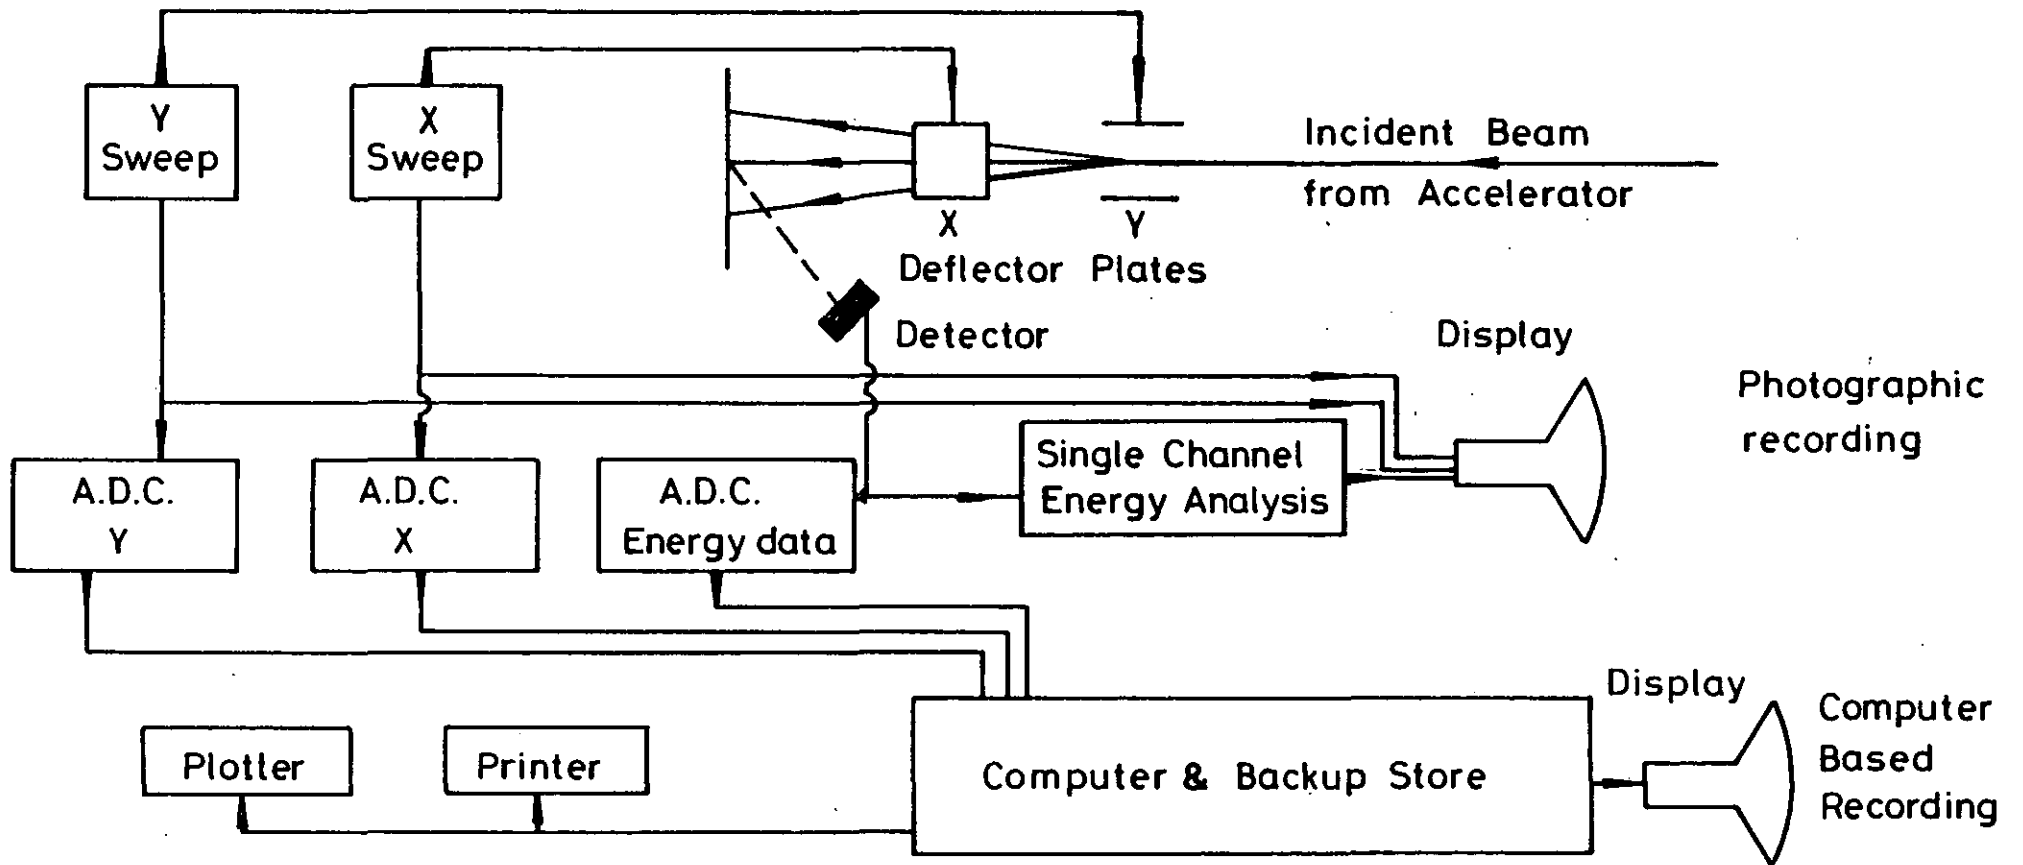 Y
Sweep
X
Sweep
Incident Beam
from Accelerator
X
Y
Deflector Plates
Detector
Display
Photographic
recording
Single Channel
Energy Analysis
A.D.C.
Y
A.D.C.
X
A.D.C.
Energy data
Display
Computer
Based
Recording
Plotler
Printer
Computer & Backup Store